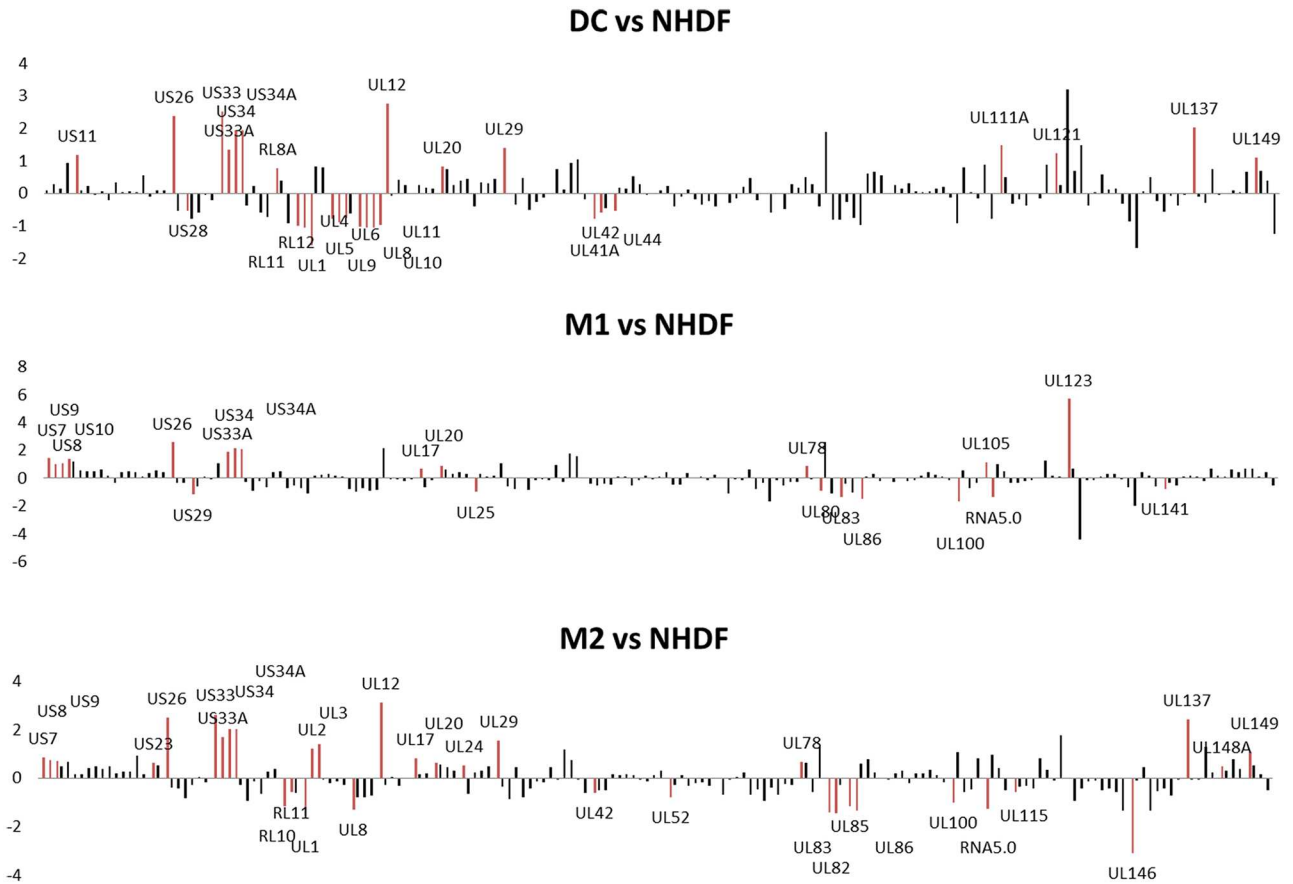 DC vs NHDF
4
3
2
1
0
-1
-2
US11
US26
US33
US34A
US34
US33A
RL8A
UL12
UL20
UL29
UL111A
UL121
UL137
UL149
US28
RL12
RL11
UL1
UL4
UL5
UL6
UL9
UL8
UL11
UL10
UL42
UL41A
UL44
M1 vs NHDF
8
6
4
2
0
-2
-4
-6
US9
US7
US10
US8
US26
US34
US34A
US33A
UL17
UL20
UL78
UL105
UL123
US29
UL25
UL80
UL83
UL86
UL100
RNA5.0
UL141
M2 vs NHDF
4
2
0
-2
-4
US8
US9
US7
US23
US26
US33
US34
US34A
US33A
UL2
UL3
UL12
UL17
UL20
UL24
UL29
UL78
UL137
UL149
UL148A
RL11
RL10
UL1
UL8
UL42
UL52
UL85
UL83
UL82
UL86
UL100
RNA5.0
UL115
UL146